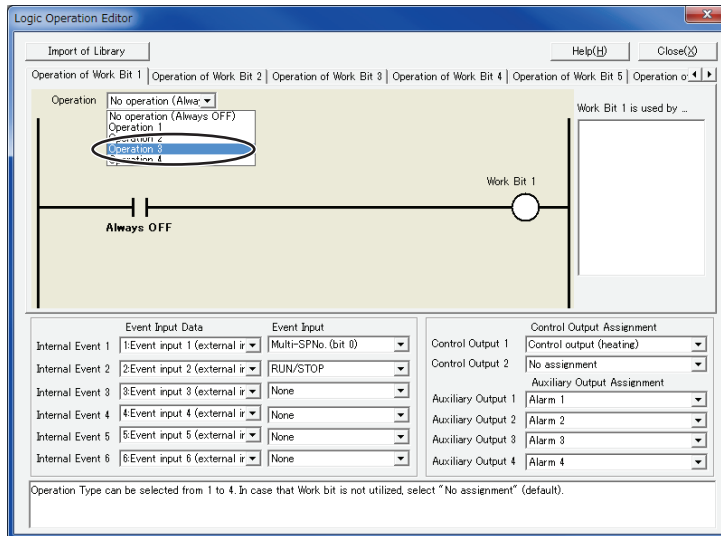 Logic Operation Editor
Import of Library
Help(H)
Close(X)
Operation of Work Bit 1
Operation of Work Bit 2
Operation of Work Bit 3
Operation of Work Bit 4
Operation of Work Bit 5
Operation o
Operation
No operation (Alwa
No operation (Always OFF)
Operation 1
Operation 2
Operation 3
Operation 4
Work Bit 1 is used by ...
Work Bit 1
Always OFF
Event Input Data
Event Input
Internal Event 1
1:Event input 1 (external ir
Multi-SPNo. (bit 0)
Internal Event 2
2:Event input 2 (external ir
RUN/STOP
Internal Event 3
3:Event input 3 (external ir
None
Internal Event 4
4:Event input 4 (external ir
None
Internal Event 5
5:Event input 5 (external ir
None
Internal Event 6
6:Event input 6 (external ir
None
Control Output Assignment
Control Output 1
Control output (heating)
Control Output 2
No assignment
Auxiliary Output Assignment
Auxiliary Output 1
Alarm 1
Auxiliary Output 2
Alarm 2
Auxiliary Output 3
Alarm 3
Auxiliary Output 4
Alarm 4
Operation Type can be selected from 1 to 4. In case that Work bit is not utilized, select "No assignment" (default).